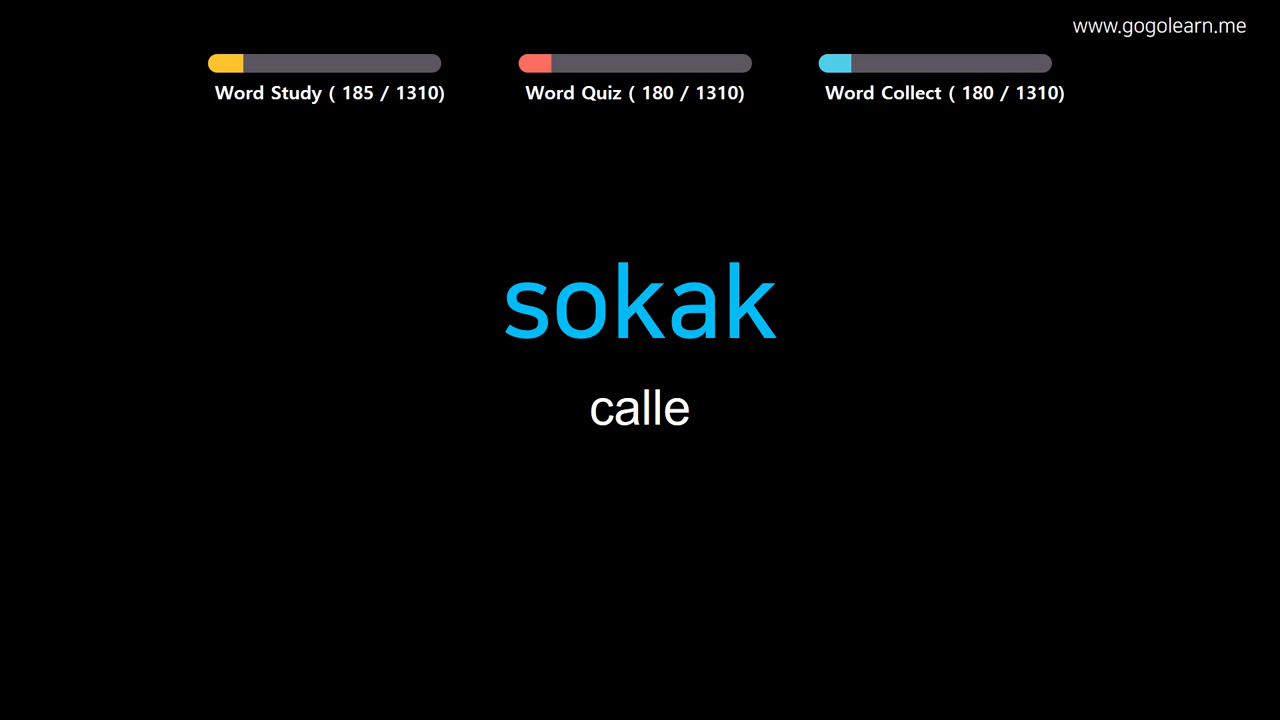 www.gogolearn.me
Word Study ( 185 / 1310)
Word Quiz ( 180 / 1310)
Word Collect ( 180 / 1310)
sokak
calle